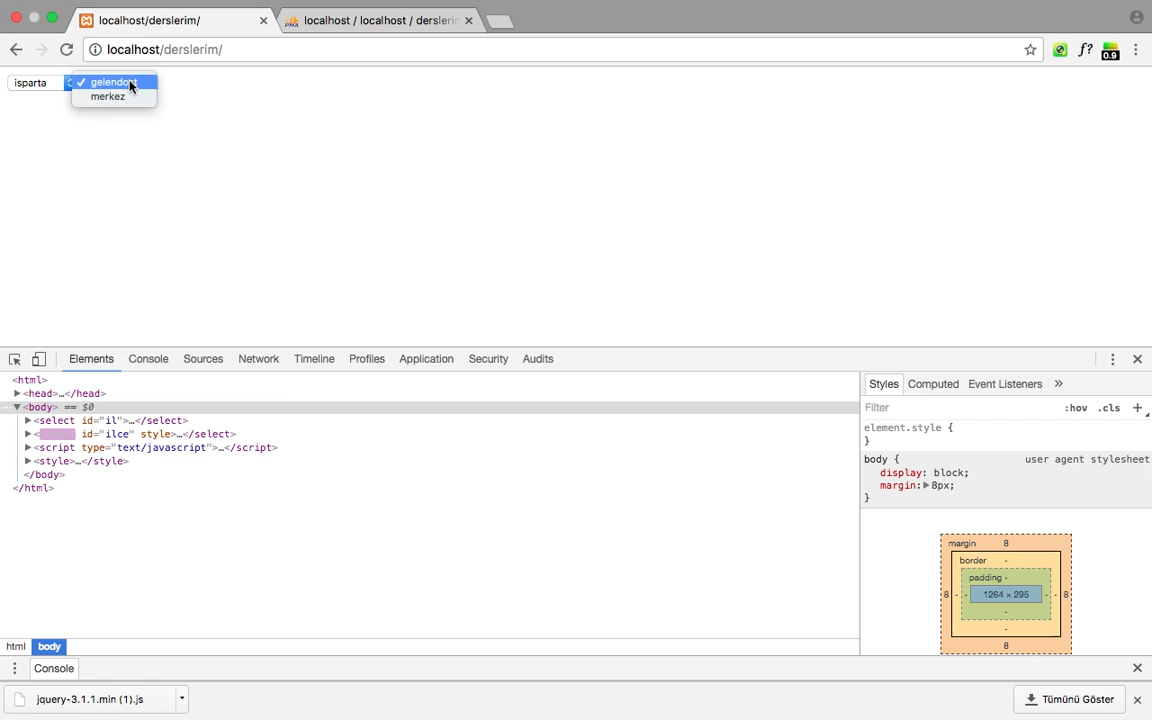 localhost/derslerim/
localhost / localhost / derslerim
localhost/derslerim/
0.9
isparta
✓ gelendost
merkez
Elements Console Sources Network Timeline Profiles Application Security Audits
<html>
▶<head>…</head>
… ▼<body> == $0
▶<select id="il">…</select>
▶< id="ilce" style>…</select>
▶<script type="text/javascript">…</script>
▶<style>…</style>
</body>
</html>
Styles Computed Event Listeners »
Filter :hov .cls +
element.style {
}
body { user agent stylesheet
display: block;
margin:▶8px;
}
margin 8
border -
padding -
8 - - 1264 × 295 - - 8
-
-
8
html body
Console
jquery-3.1.1.min (1).js
Tümünü Göster